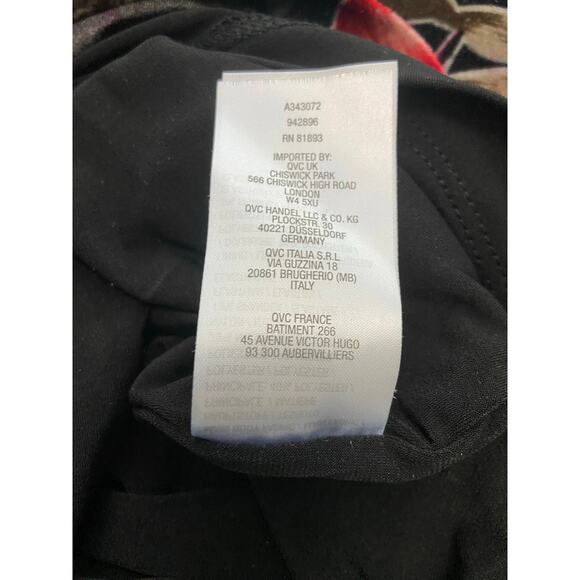 A343072
942896
RN 81893
IMPORTED BY:
QVC UK
CHISWICK PARK
566 CHISWICK HIGH ROAD
LONDON
W4 5XU
QVC HANDEL LLC & CO. KG
PLOCKSTR. 30
40221 DÜSSELDORF
GERMANY
QVC ITALIA S.R.L
VIA GUZZINA 18
20861 BRUGHERIO (MB)
ITALY
QVC FRANCE
BATIMENT 266
45 AVENUE VICTOR HUGO
93 300 AUBERVILLIERS